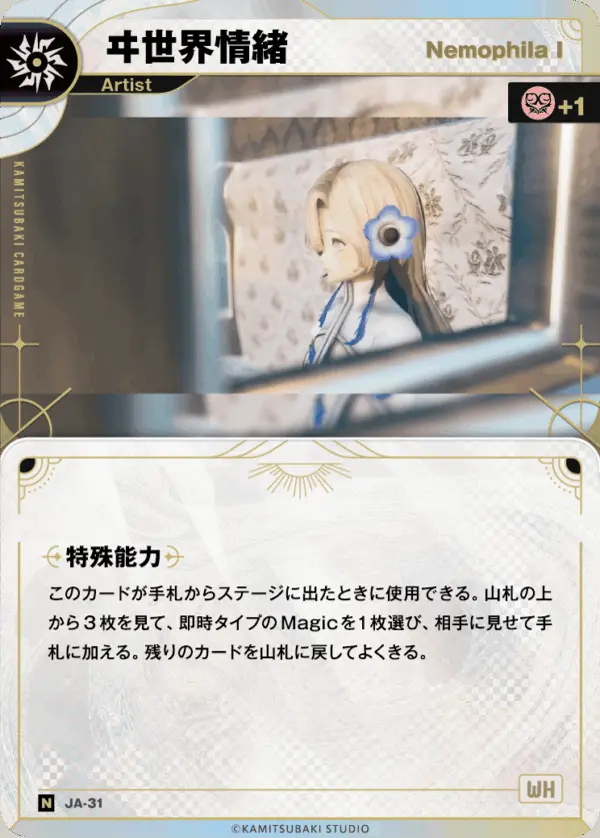 ヰ世界情緒
Nemophila I
Artist
+1
KAMITSUBAKI CARDGAME
特殊能力
このカードが手札からステージに出たときに使用できる。山札の上
から3枚を見て、即時タイプのMagicを1枚選び、相手に見せて手
札に加える。残りのカードを山札に戻してよくきる。
N JA-31
WH
©KAMITSUBAKI STUDIO